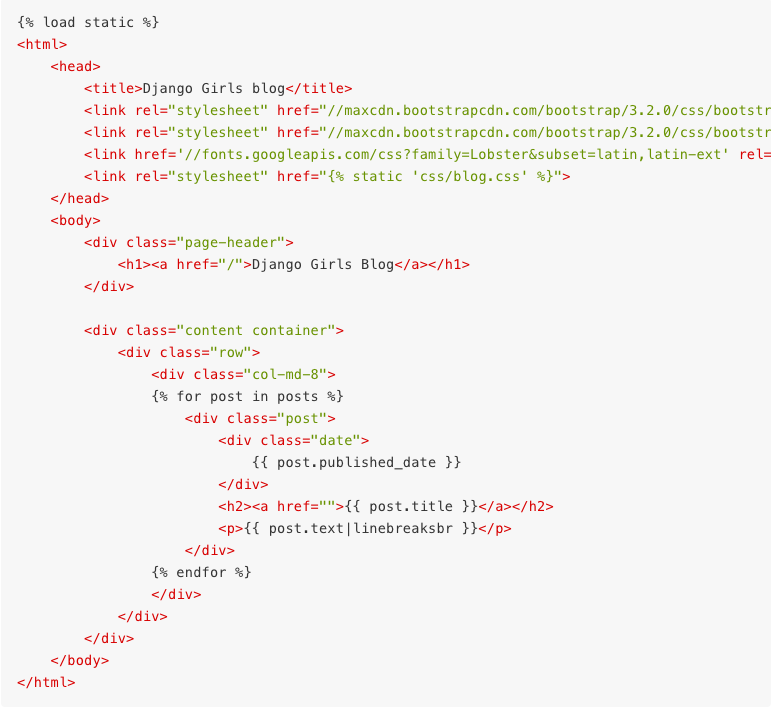 {% load static %}
<html>
    <head>
        <title>Django Girls blog</title>
        <link rel="stylesheet" href="//maxcdn.bootstrapcdn.com/bootstrap/3.2.0/css/bootstr
        <link rel="stylesheet" href="//maxcdn.bootstrapcdn.com/bootstrap/3.2.0/css/bootstr
        <link href='//fonts.googleapis.com/css?family=Lobster&subset=latin,latin-ext' rel=
        <link rel="stylesheet" href="{% static 'css/blog.css' %}">
    </head>
    <body>
        <div class="page-header">
            <h1><a href="/">Django Girls Blog</a></h1>
        </div>

        <div class="content container">
            <div class="row">
                <div class="col-md-8">
                {% for post in posts %}
                    <div class="post">
                        <div class="date">
                            {{ post.published_date }}
                        </div>
                        <h2><a href="">{{ post.title }}</a></h2>
                        <p>{{ post.text|linebreaksbr }}</p>
                    </div>
                {% endfor %}
                </div>
            </div>
        </div>
    </body>
</html>